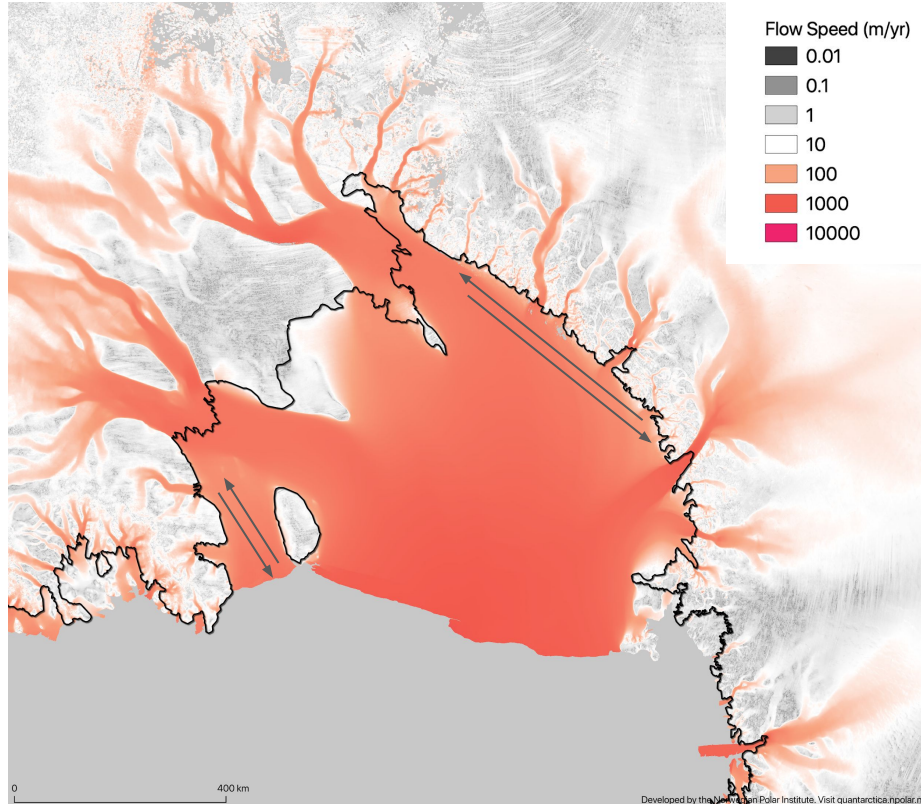 Flow Speed (m/yr)
0.01
0.1
1
10
100
1000
10000
0
400 km
Developed by the Norwegian Polar Institute. Visit quantarctica.npolar